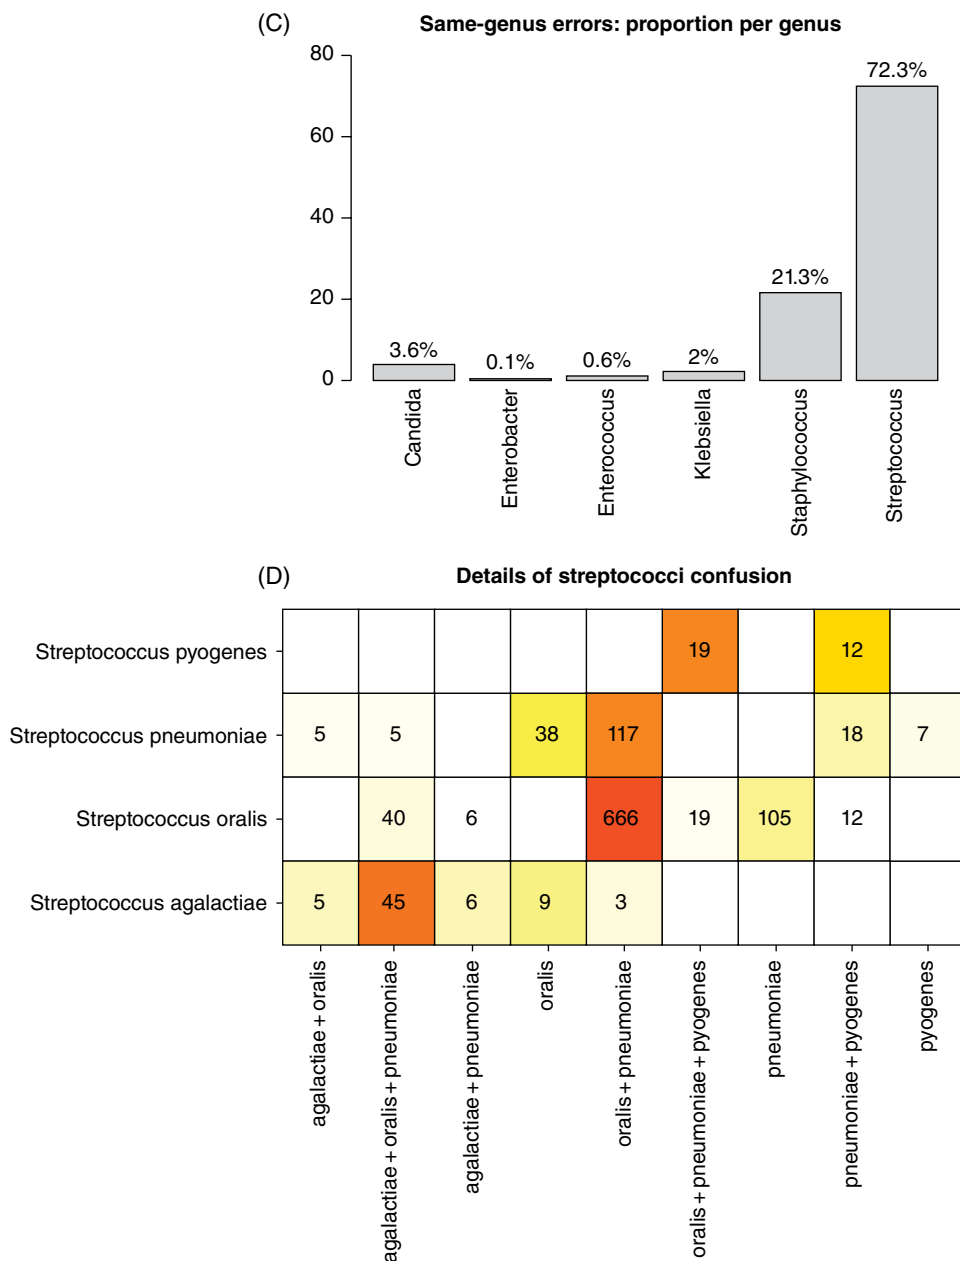 (C)
Same-genus errors: proportion per genus
80
60
40
20
0
3.6%
0.1%
0.6%
2%
21.3%
72.3%
Candida
Enterobacter
Enterococcus
Klebsiella
Staphylococcus
Streptococcus
(D)
Details of streptococci confusion
Streptococcus pyogenes 19 12
Streptococcus pneumoniae 5 5 38 117 18 7
Streptococcus oralis 40 6 666 19 105 12
Streptococcus agalactiae 5 45 6 9 3
agalactiae + oralis
agalactiae + oralis + pneumoniae
agalactiae + pneumoniae
oralis
oralis + pneumoniae
oralis + pneumoniae + pyogenes
pneumoniae
pneumoniae + pyogenes
pyogenes